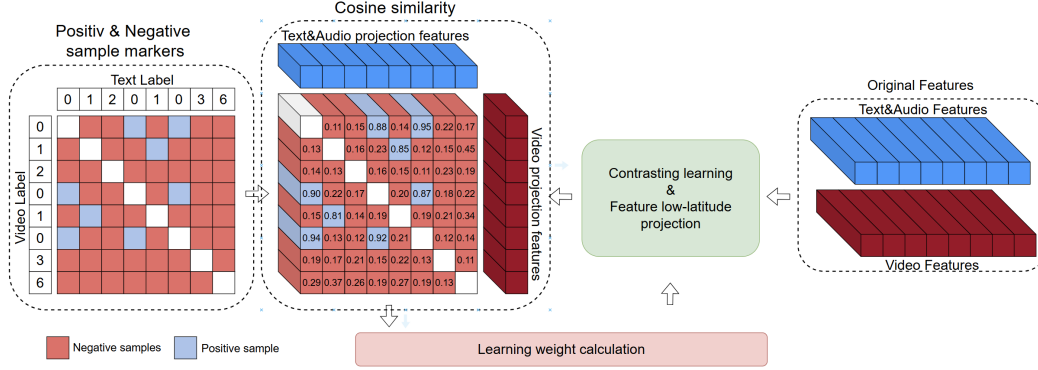 Cosine similarity
Positiv & Negative
sample markers
Text&Audio projection features
Text Label
0 1 2 0 1 0 3 6
Video Label
0
1
2
0
1
0
3
6
0.11 0.15 0.88 0.14 0.95 0.22 0.17
0.13 0.16 0.23 0.85 0.12 0.15 0.45
0.14 0.13 0.16 0.15 0.11 0.23 0.19
0.90 0.22 0.17 0.20 0.87 0.18 0.22
0.15 0.81 0.14 0.19 0.19 0.21 0.34
0.94 0.13 0.12 0.92 0.21 0.12 0.14
0.19 0.17 0.21 0.15 0.22 0.13 0.11
0.29 0.37 0.26 0.19 0.27 0.19 0.13
Video projection features
Contrasting learning
&
Feature low-latitude
projection
Original Features
Text&Audio Features
Video Features
Negative samples
Positive sample
Learning weight calculation